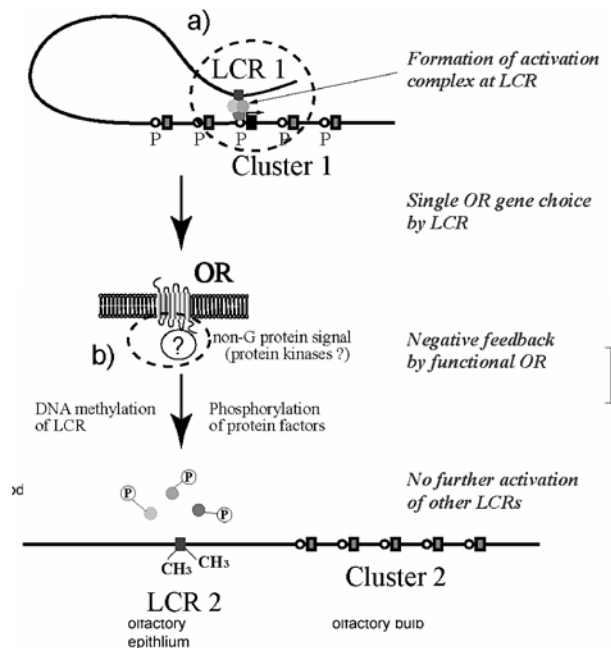 a)
LCR 1
Formation of activation
complex at LCR
P P P P P
Cluster 1
Single OR gene choice
by LCR
OR
b)
?
non-G protein signal
(protein kinases ?)
Negative feedback
by functional OR
DNA methylation
of LCR
Phosphorylation
of protein factors
No further activation
of other LCRs
P
P
P
CH3 CH3
LCR 2
Cluster 2
olfactory
epithlium
olfactory bulb